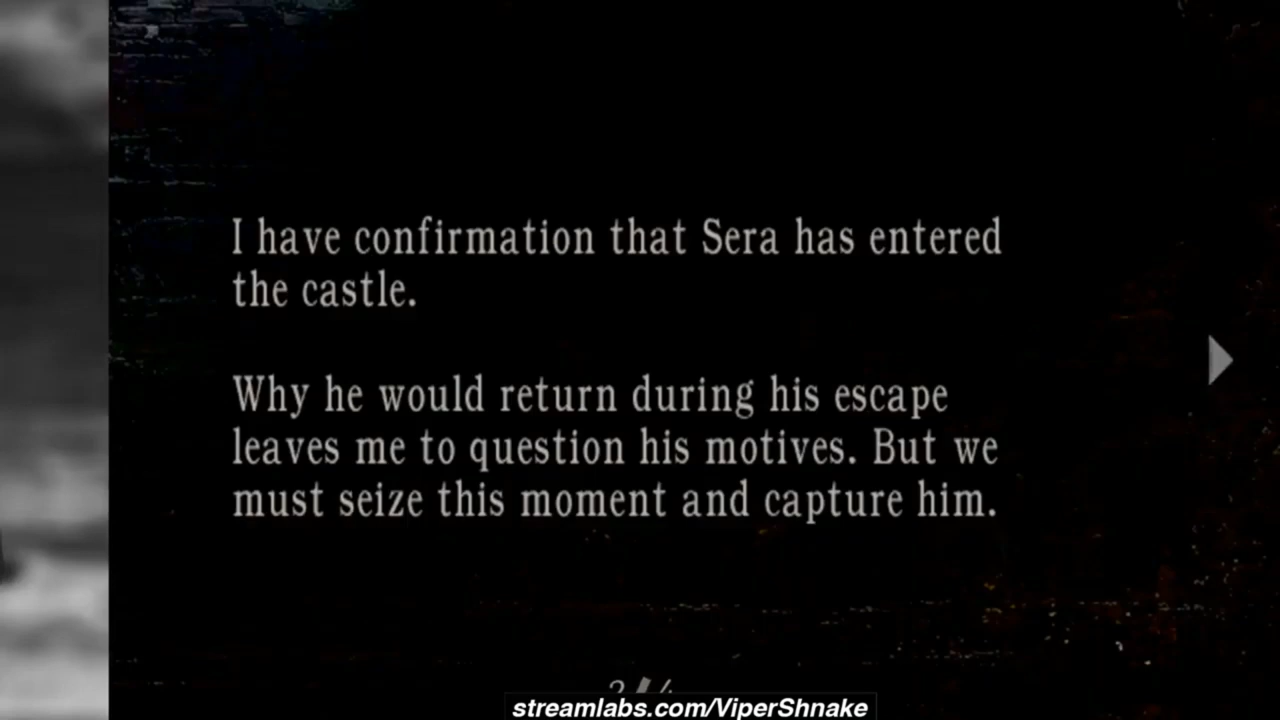 I have confirmation that Sera has entered
the castle.
Why he would return during his escape
leaves me to question his motives. But we
must seize this moment and capture him.
streamlabs.com/ViperShnake